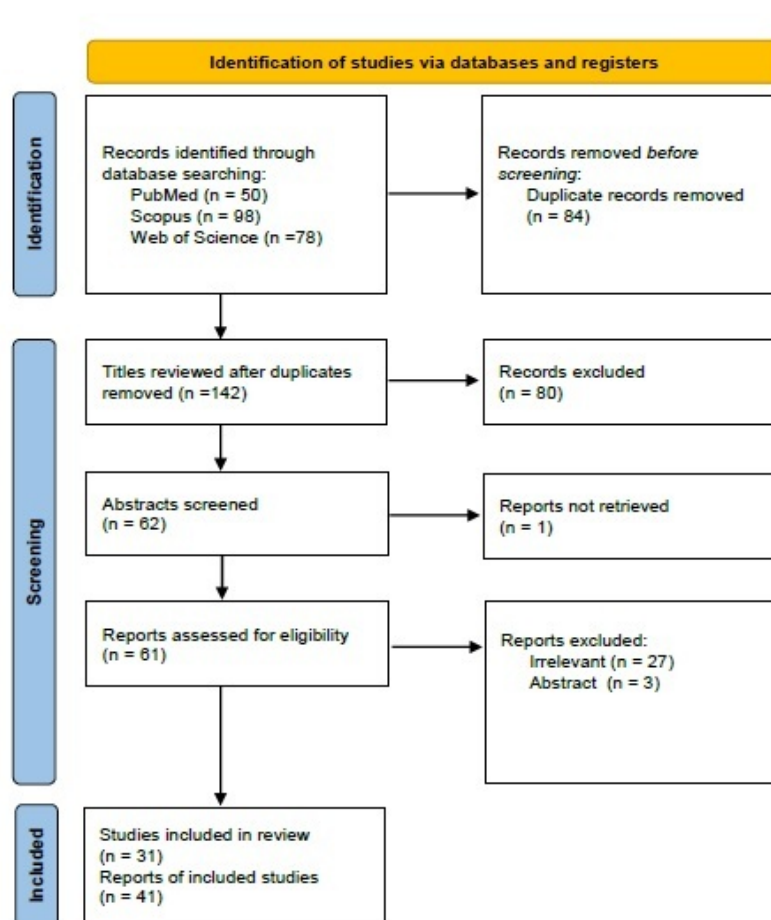 Identification of studies via databases and registers
Identification
Records identified through
database searching:
PubMed (n = 50)
Scopus (n = 98)
Web of Science (n =78)
Records removed before
screening:
Duplicate records removed
(n = 84)
Screening
Titles reviewed after duplicates
removed (n =142)
Records excluded
(n = 80)
Abstracts screened
(n = 62)
Reports not retrieved
(n = 1)
Reports assessed for eligibility
(n = 61)
Reports excluded:
Irrelevant (n = 27)
Abstract (n = 3)
Included
Studies included in review
(n = 31)
Reports of included studies
(n = 41)